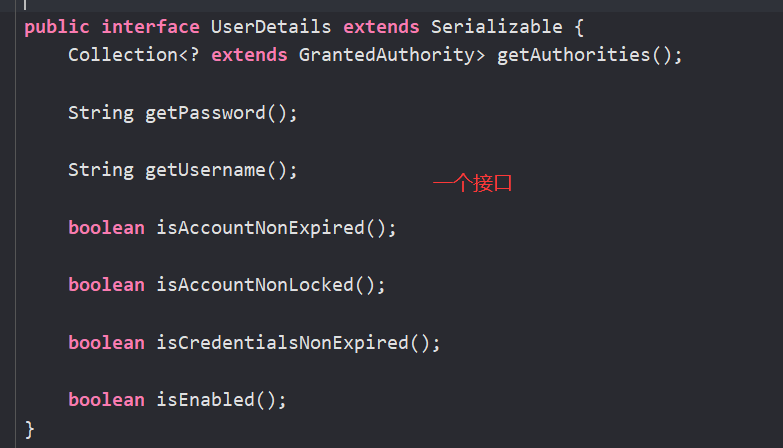 public interface UserDetails extends Serializable {
Collection<? extends GrantedAuthority> getAuthorities();
String getPassword();
String getUsername();
一个接口
boolean isAccountNonExpired();
boolean isAccountNonLocked();
boolean isCredentialsNonExpired();
boolean isEnabled();
}